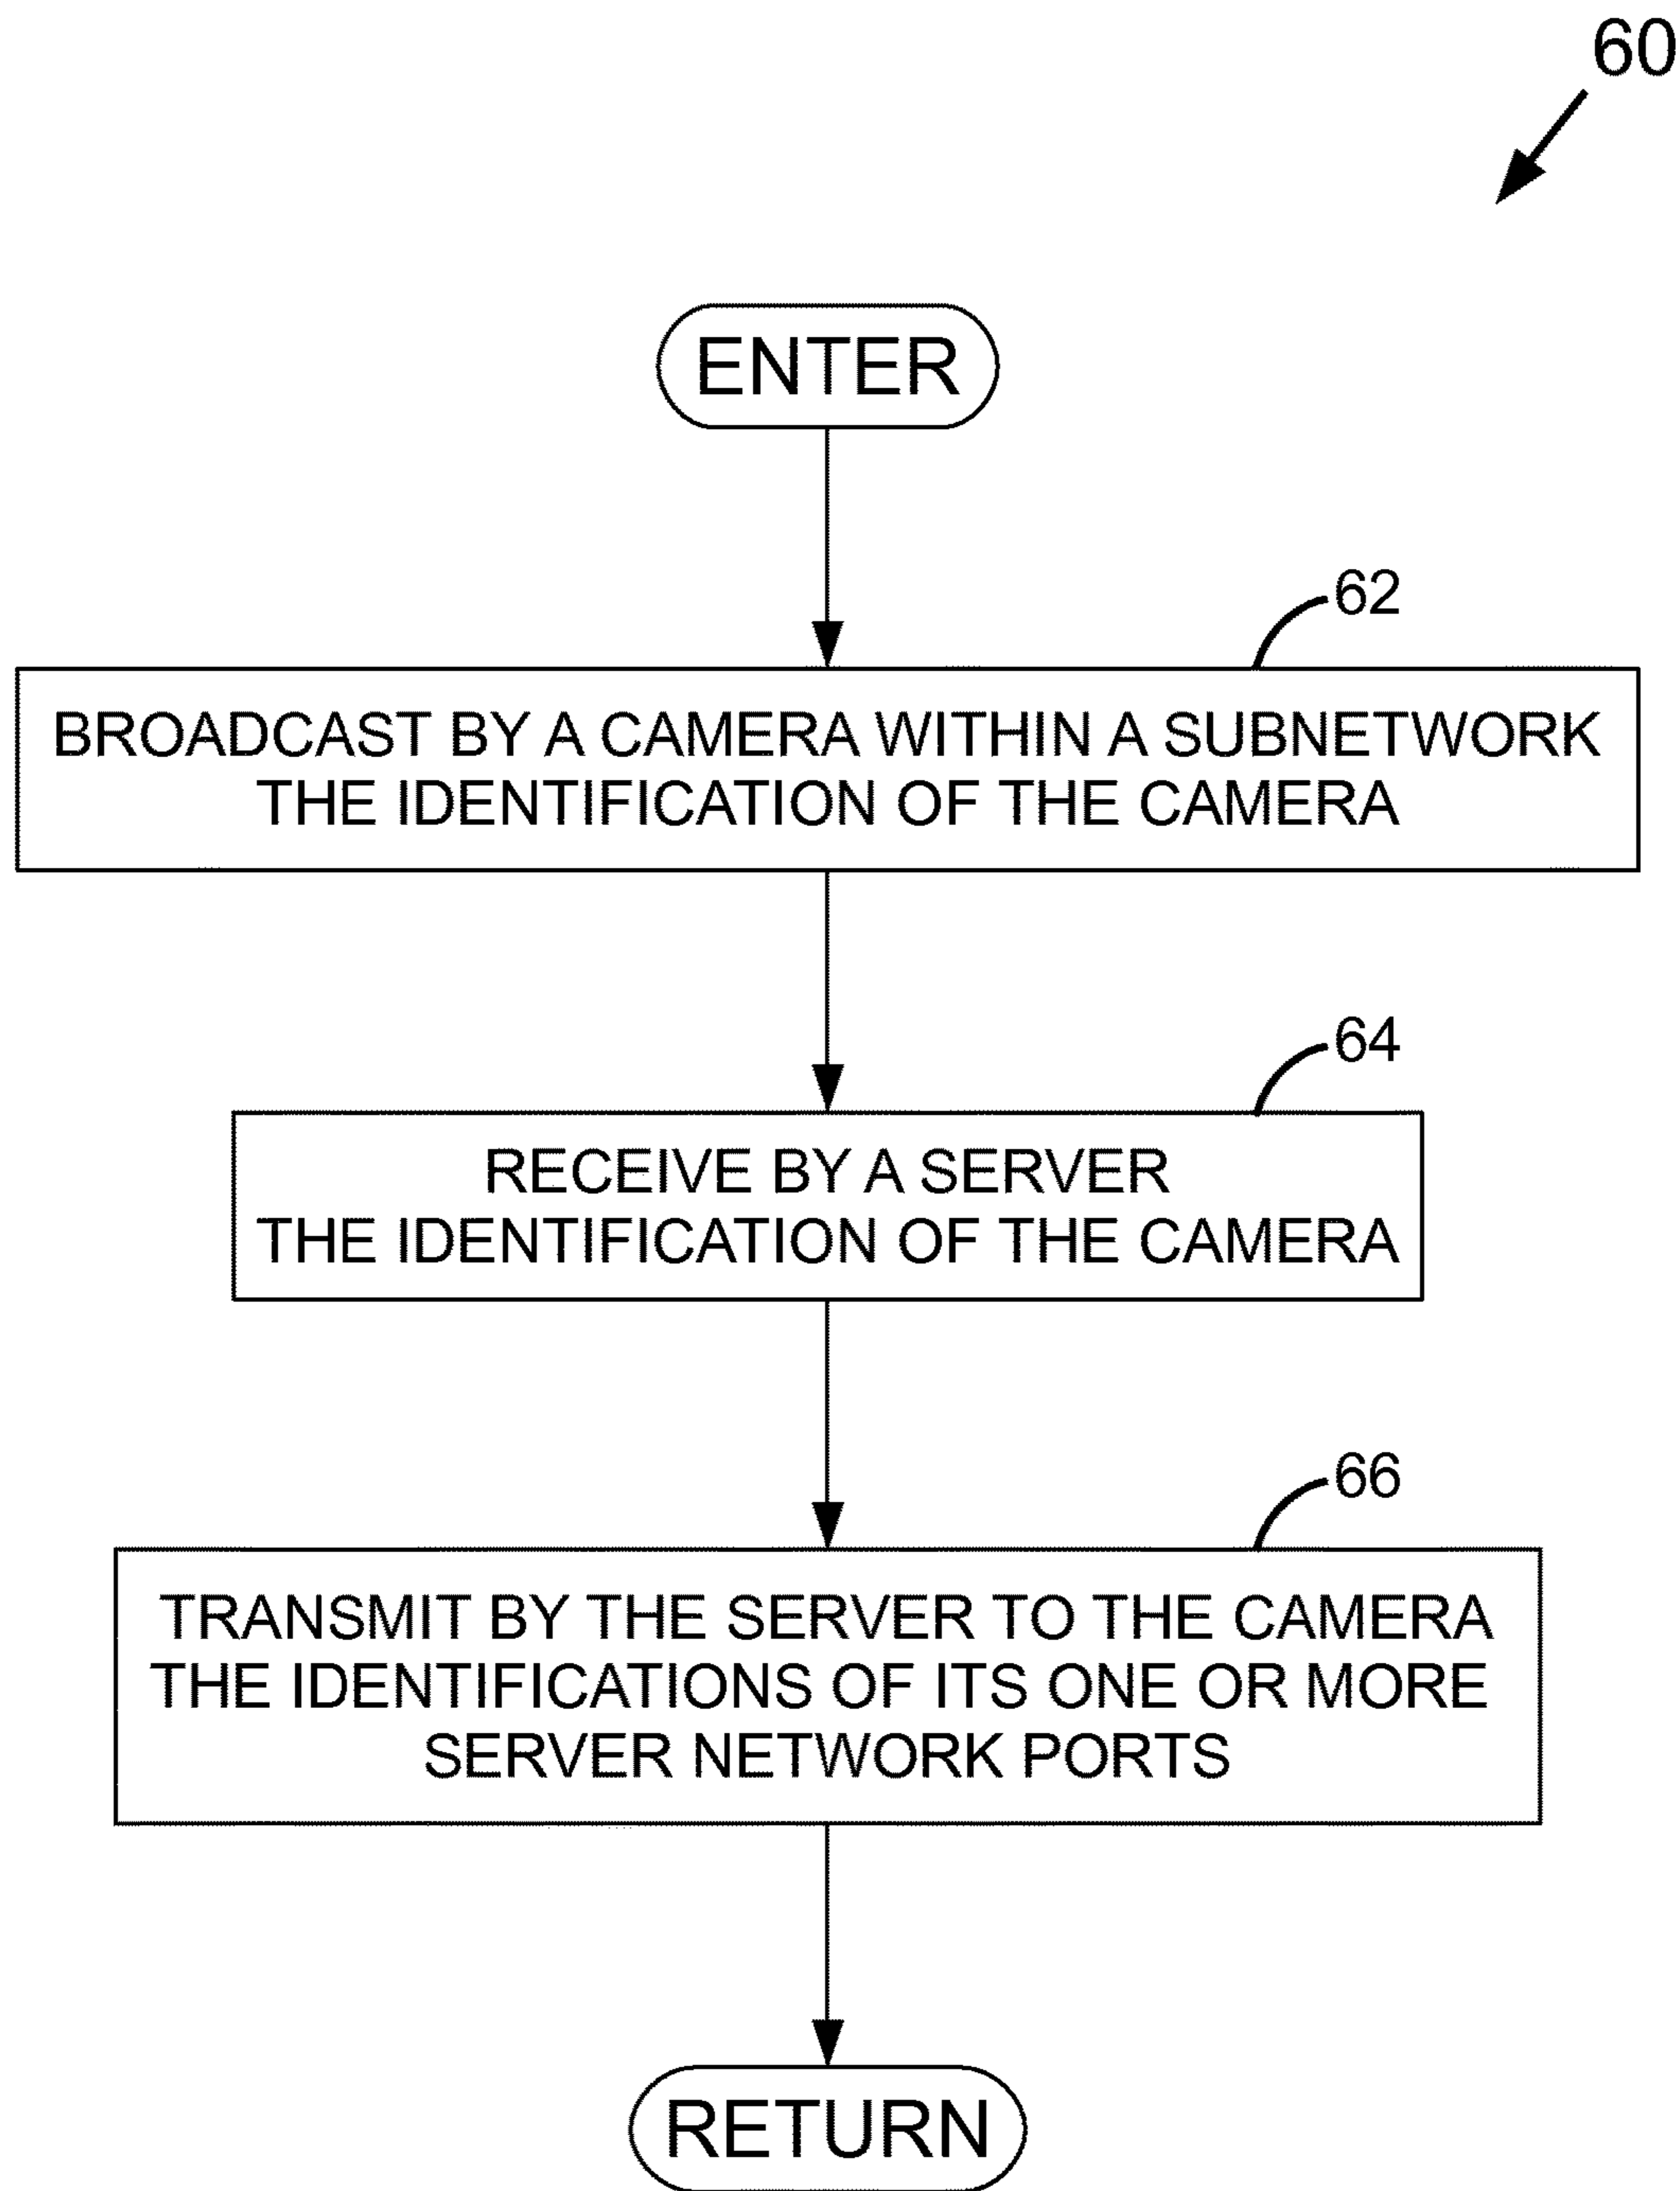 60
ENTER
62
BROADCAST BY A CAMERA WITHIN A SUBNETWORK
THE IDENTIFICATION OF THE CAMERA
64
RECEIVE BY A SERVER
THE IDENTIFICATION OF THE CAMERA
66
TRANSMIT BY THE SERVER TO THE CAMERA
THE IDENTIFICATIONS OF ITS ONE OR MORE
SERVER NETWORK PORTS
RETURN